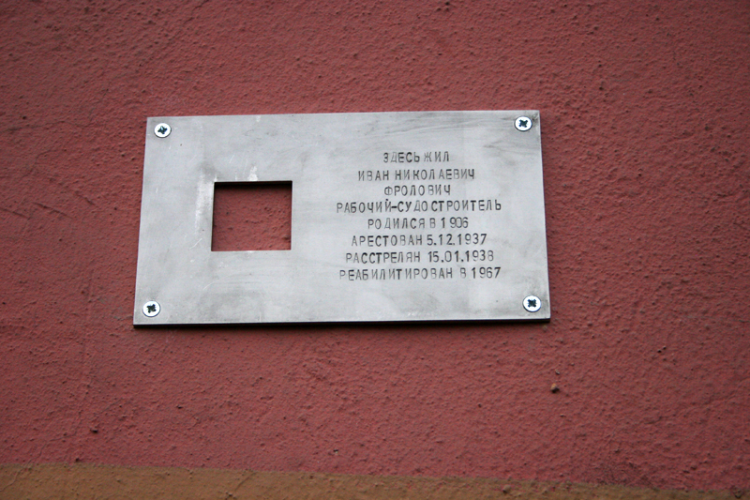 ЗДЕСЬ ЖИЛ
ИВАН НИКОЛАЕВИЧ
ФРОЛОВИЧ
РАБОЧИЙ-СУДОСТРОИТЕЛЬ
РОДИЛСЯ В 1906
АРЕСТОВАН 5.12.1937
РАССТРЕЛЯН 15.01.1938
РЕАБИЛИТИРОВАН В 1967